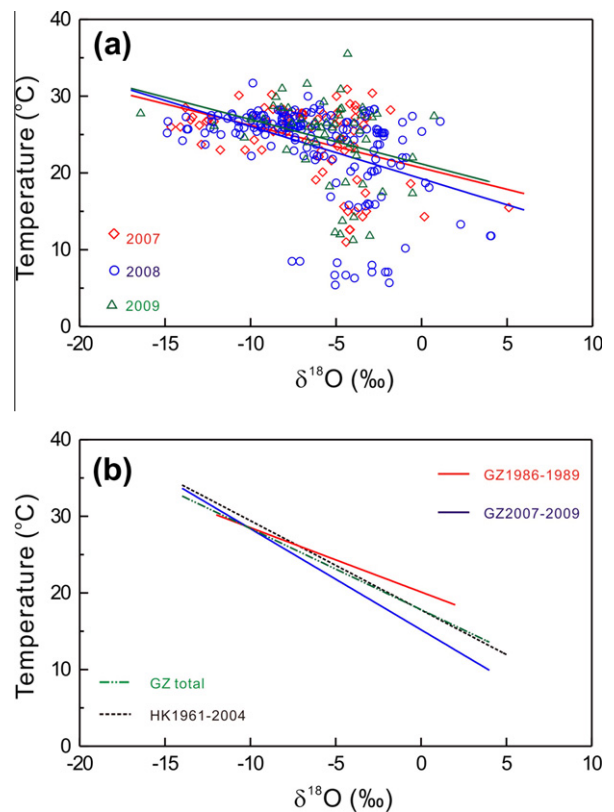 (a)
40
30
20
10
0
Temperature (°C)
2007
2008
2009
-20 -15 -10 -5 0 5 10
δ¹⁸O (‰)
(b)
40
30
20
10
0
Temperature (°C)
GZ1986-1989
GZ2007-2009
GZ total
HK1961-2004
-20 -15 -10 -5 0 5 10
δ¹⁸O (‰)